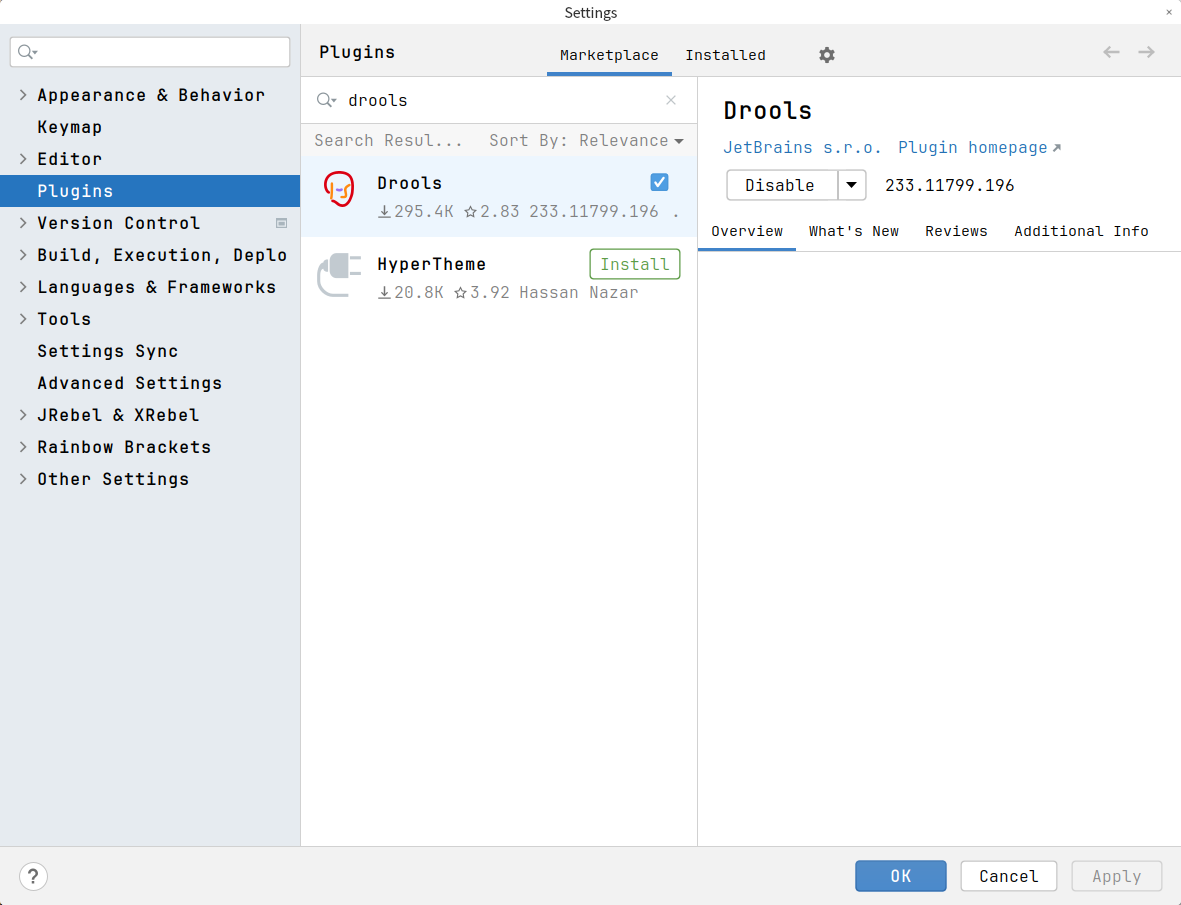 Settings
Plugins
Marketplace
Installed
Appearance & Behavior
Keymap
Editor
Plugins
Version Control
Build, Execution, Deplo
Languages & Frameworks
Tools
Settings Sync
Advanced Settings
JRebel & XRebel
Rainbow Brackets
Other Settings
drools
Search Resul... Sort By: Relevance
Drools
295.4K 2.83 233.11799.196 .
HyperTheme
Install
20.8K 3.92 Hassan Nazar
Drools
JetBrains s.r.o. Plugin homepage
Disable 233.11799.196
Overview What's New Reviews Additional Info
?
OK Cancel Apply